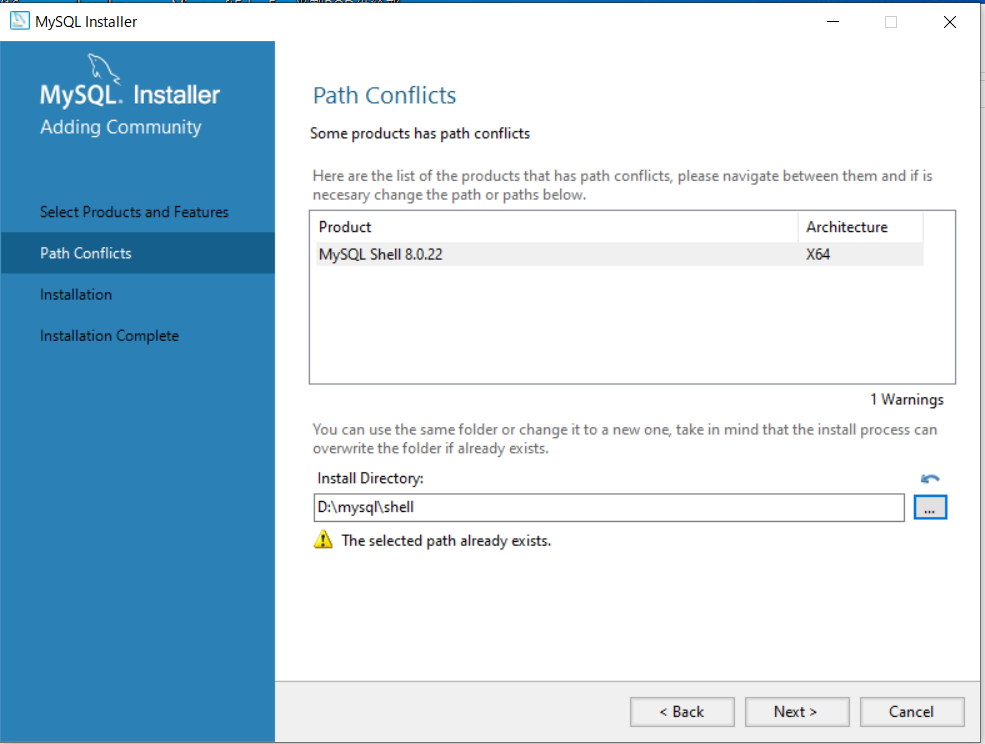 MySQL Installer
MySQL. Installer
Adding Community
Select Products and Features
Path Conflicts
Installation
Installation Complete
Path Conflicts
Some products has path conflicts
Here are the list of the products that has path conflicts, please navigate between them and if is
necesary change the path or paths below.
Product Architecture
MySQL Shell 8.0.22 X64
1 Warnings
You can use the same folder or change it to a new one, take in mind that the install process can
overwrite the folder if already exists.
Install Directory:
D:\mysql\shell
...
The selected path already exists.
< Back Next > Cancel